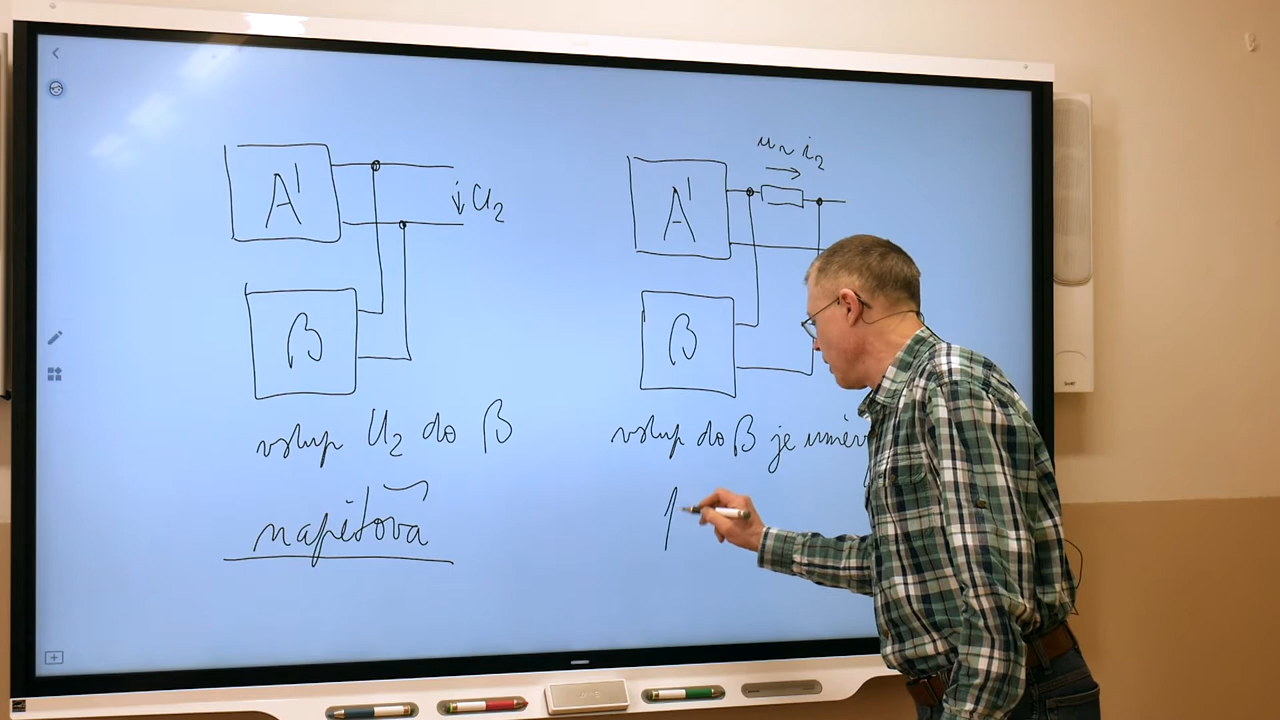 A'
U2
β
vstup U2 do β
napěťová
u ~ i2
A'
β
vstup do β je úměr